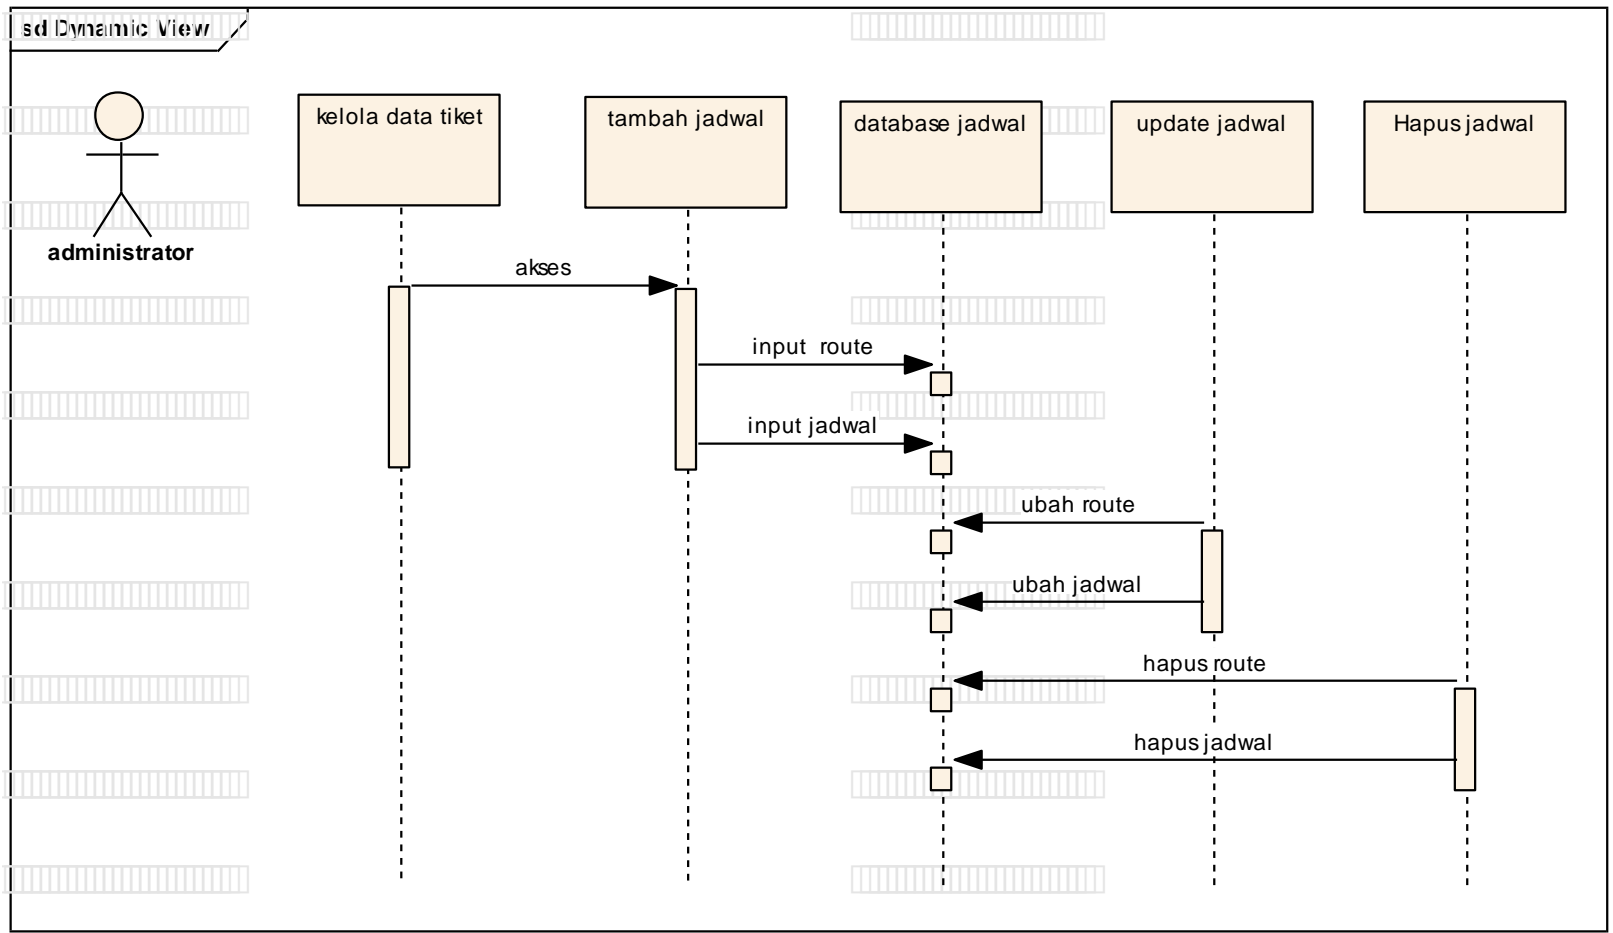 sd Dynamic View
kelola data tiket
tambah jadwal
database jadwal
update jadwal
Hapus jadwal
administrator
akses
input route
input jadwal
ubah route
ubah jadwal
hapus route
hapus jadwal